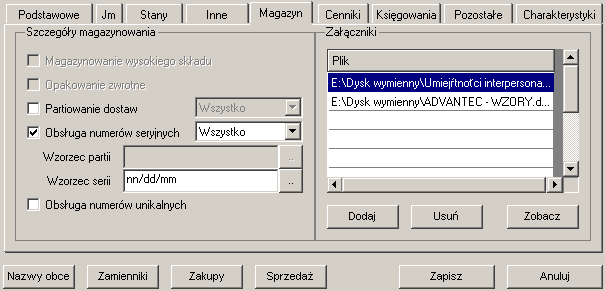 Podstawowe Jm Stany Inne Magazyn Cenniki Księgowania Pozostałe Charakterystyki
Szczegóły magazynowania
Magazynowanie wysokiego składu
Opakowanie zwrotne
Partiowanie dostaw Wszystko
Obsługa numerów seryjnych Wszystko
Wzorzec partii ..
Wzorzec serii nn/dd/mm ..
Obsługa numerów unikalnych
Załączniki
Plik
E:\Dysk wymienny\Umiejětnoťci interpersona...
E:\Dysk wymienny\ADVANTEC - WZORY.d...
Dodaj Usuń Zobacz
Nazwy obce Zamienniki Zakupy Sprzedaż Zapisz Anuluj